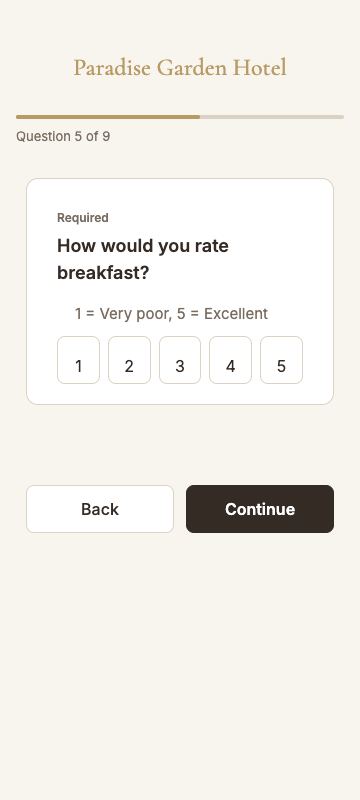 Paradise Garden Hotel
Question 5 of 9
Required
How would you rate
breakfast?
1 = Very poor, 5 = Excellent
1 2 3 4 5
Back Continue